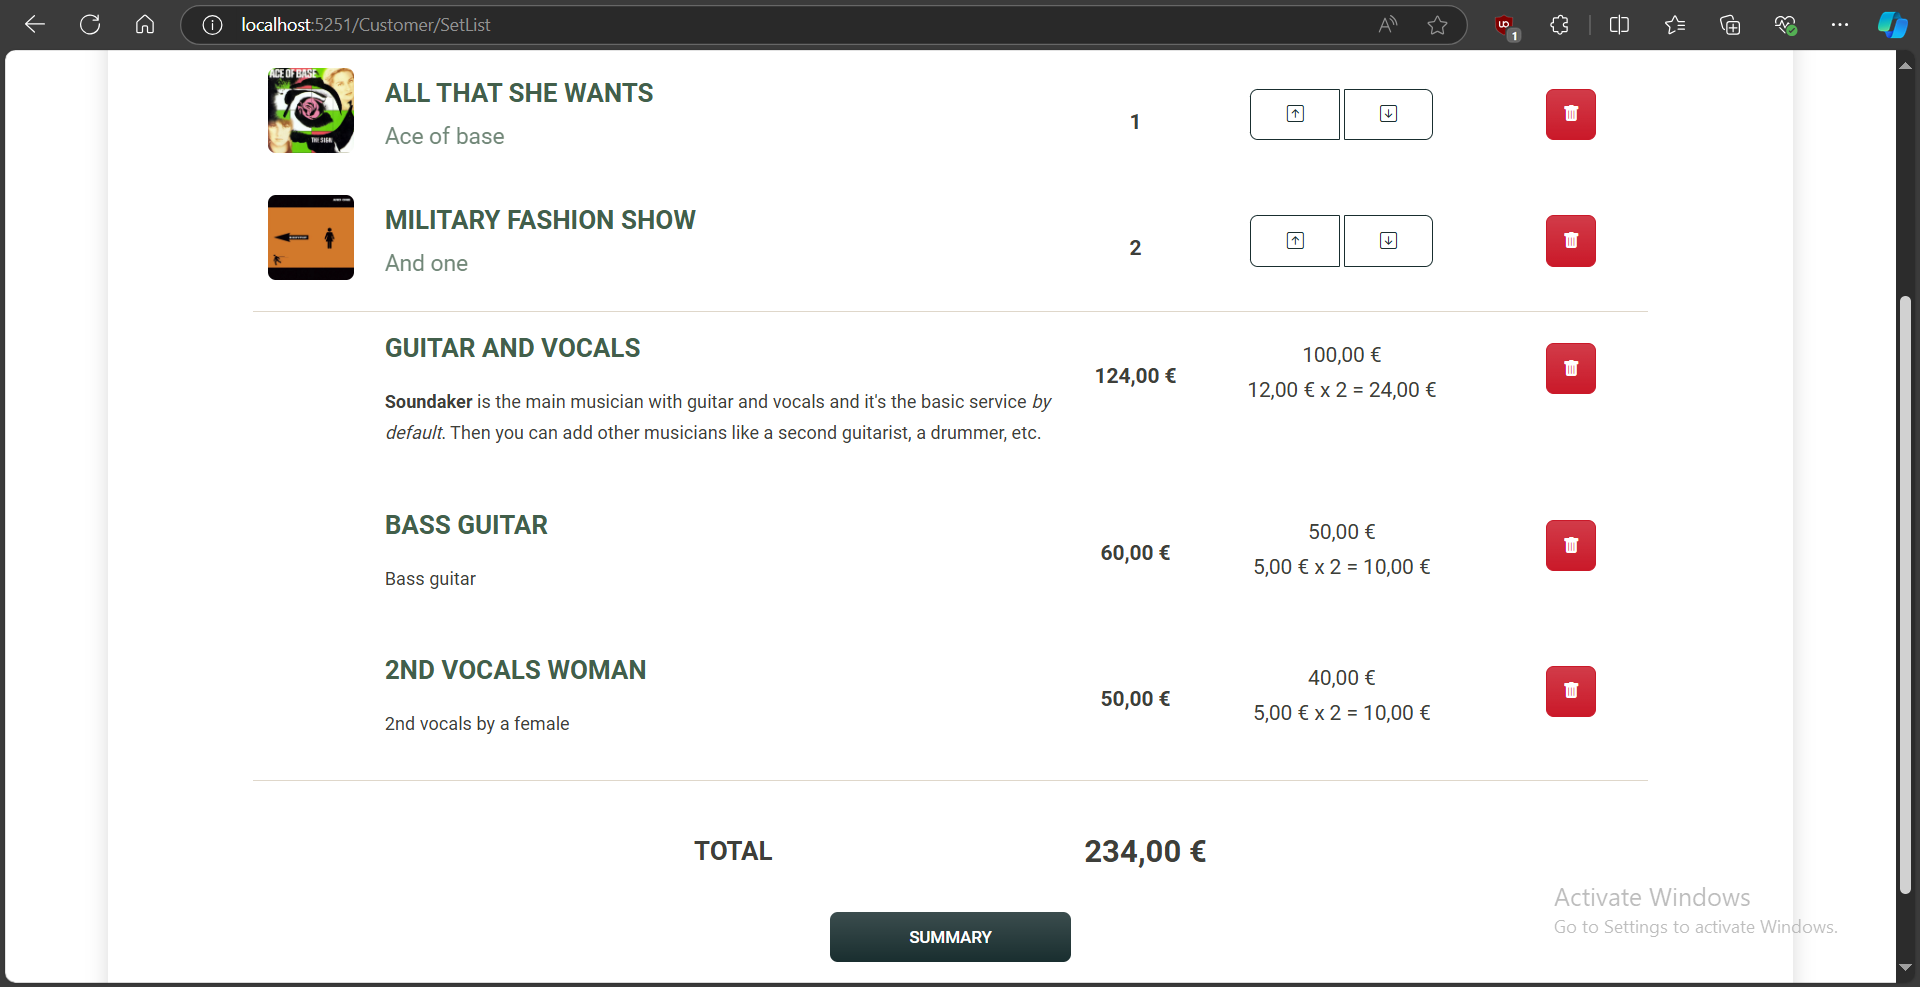 localhost:5251/Customer/SetList
1
ACE OF BASE
THE SIGN
ALL THAT SHE WANTS
Ace of base
1
MILITARY FASHION SHOW
And one
2
GUITAR AND VOCALS
124,00 €
100,00 €
12,00 € x 2 = 24,00 €
Soundaker is the main musician with guitar and vocals and it's the basic service by
default. Then you can add other musicians like a second guitarist, a drummer, etc.
BASS GUITAR
60,00 €
50,00 €
5,00 € x 2 = 10,00 €
Bass guitar
2ND VOCALS WOMAN
50,00 €
40,00 €
5,00 € x 2 = 10,00 €
2nd vocals by a female
TOTAL
234,00 €
SUMMARY
Activate Windows
Go to Settings to activate Windows.